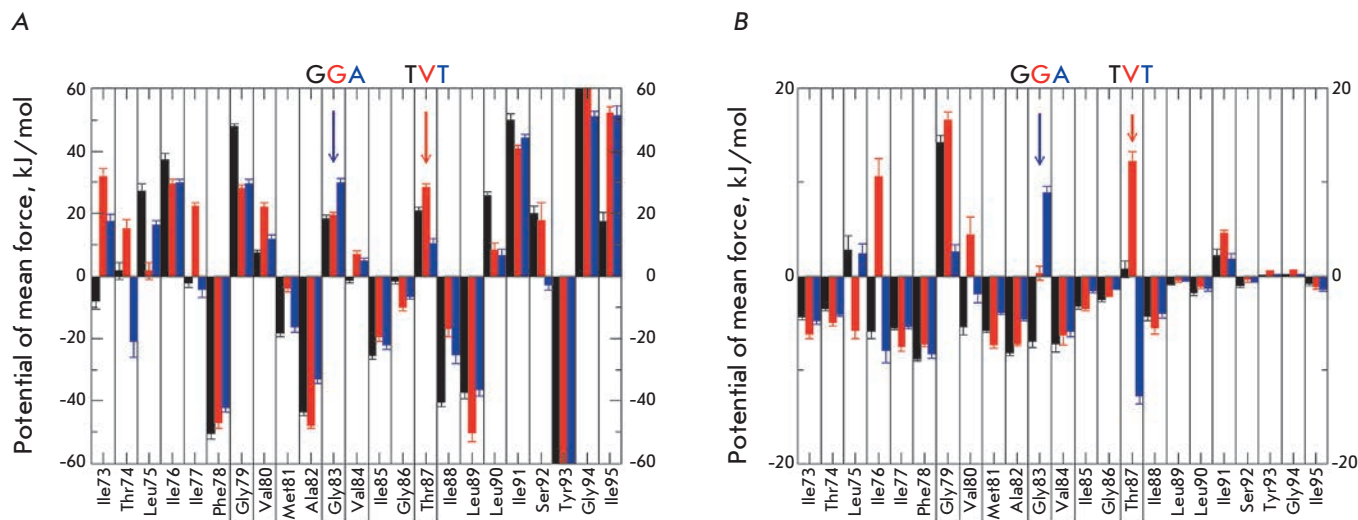 A
GGA TVT
Potential of mean force, kJ/mol
60
40
20
0
-20
-40
-60
60
40
20
0
-20
-40
-60
Ile73
Thr74
Leu75
Ile76
Ile77
Phe78
Gly79
Val80
Met81
Ala82
Gly83
Val84
Ile85
Gly86
Thr87
Ile88
Leu89
Leu90
Ile91
Ser92
Tyr93
Gly94
Ile95
B
GGA TVT
Potential of mean force, kJ/mol
20
0
-20
20
0
-20
Ile73
Thr74
Leu75
Ile76
Ile77
Phe78
Gly79
Val80
Met81
Ala82
Gly83
Val84
Ile85
Gly86
Thr87
Ile88
Leu89
Leu90
Ile91
Ser92
Tyr93
Gly94
Ile95